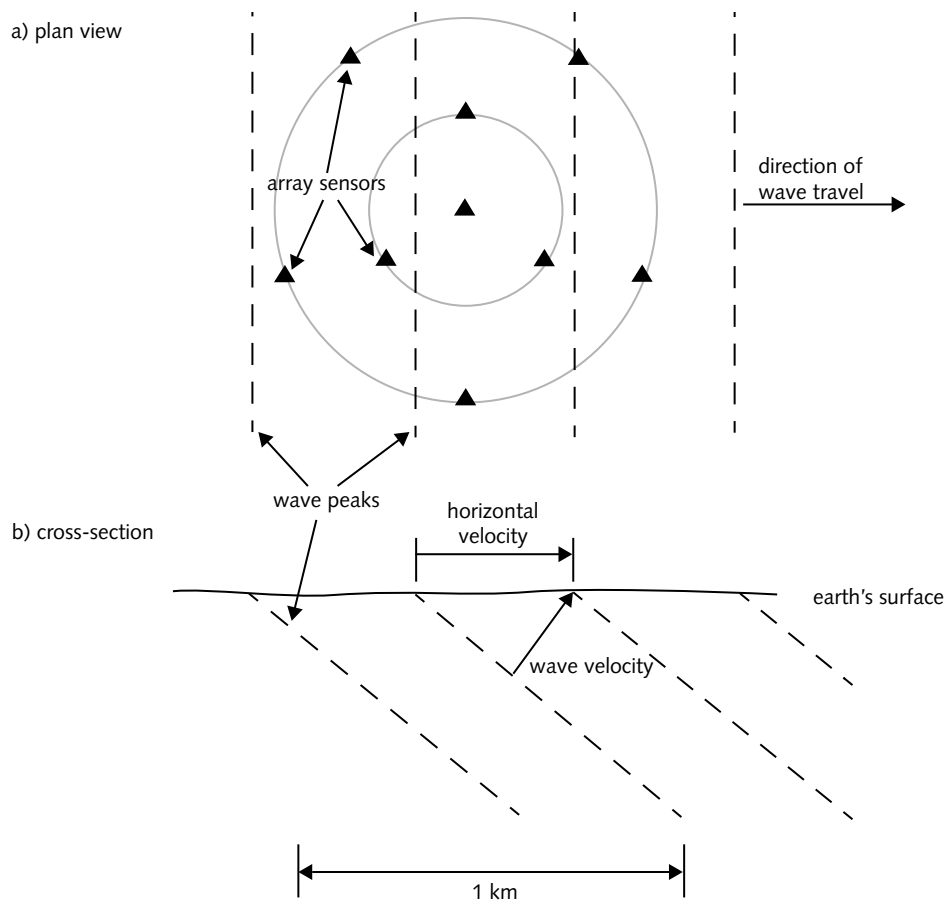 a) plan view
array sensors
direction of
wave travel
wave peaks
b) cross-section
horizontal
velocity
earth's surface
wave velocity
1 km